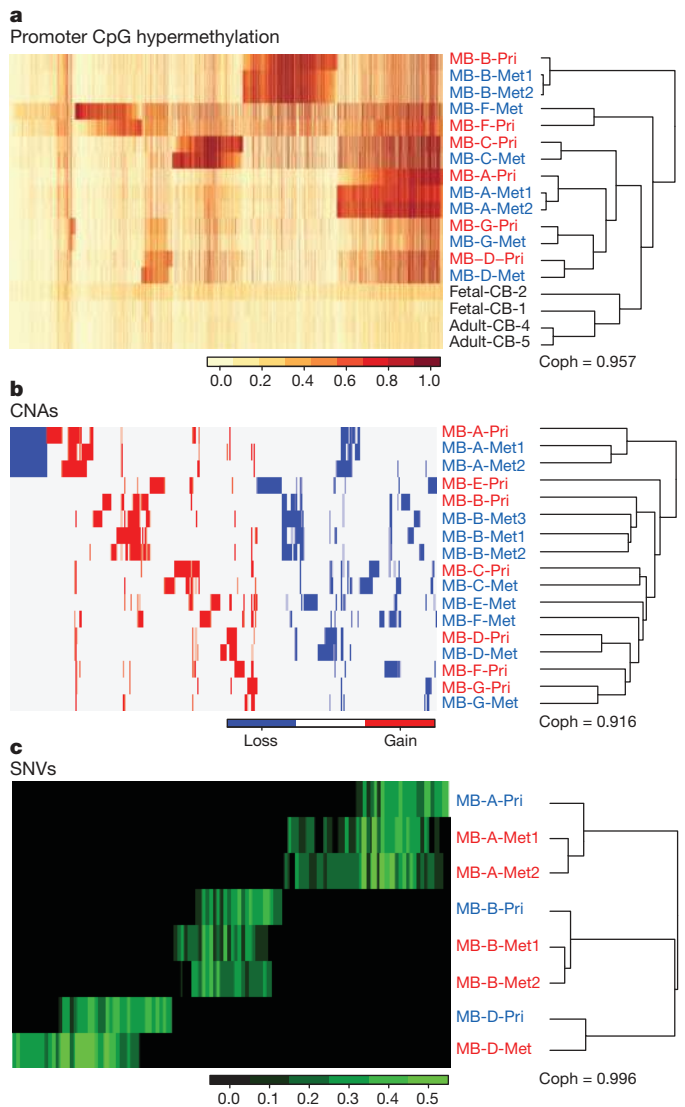 a
Promoter CpG hypermethylation
MB-B-Pri
MB-B-Met1
MB-B-Met2
MB-F-Met
MB-F-Pri
MB-C-Pri
MB-C-Met
MB-A-Pri
MB-A-Met1
MB-A-Met2
MB-G-Pri
MB-G-Met
MB–D–Pri
MB-D-Met
Fetal-CB-2
Fetal-CB-1
Adult-CB-4
Adult-CB-5
0.0 0.2 0.4 0.6 0.8 1.0
Coph = 0.957
b
CNAs
MB-A-Pri
MB-A-Met1
MB-A-Met2
MB-E-Pri
MB-B-Pri
MB-B-Met3
MB-B-Met1
MB-B-Met2
MB-C-Pri
MB-C-Met
MB-E-Met
MB-F-Met
MB-D-Pri
MB-D-Met
MB-F-Pri
MB-G-Pri
MB-G-Met
Loss Gain
Coph = 0.916
c
SNVs
MB-A-Pri
MB-A-Met1
MB-A-Met2
MB-B-Pri
MB-B-Met1
MB-B-Met2
MB-D-Pri
MB-D-Met
0.0 0.1 0.2 0.3 0.4 0.5
Coph = 0.996